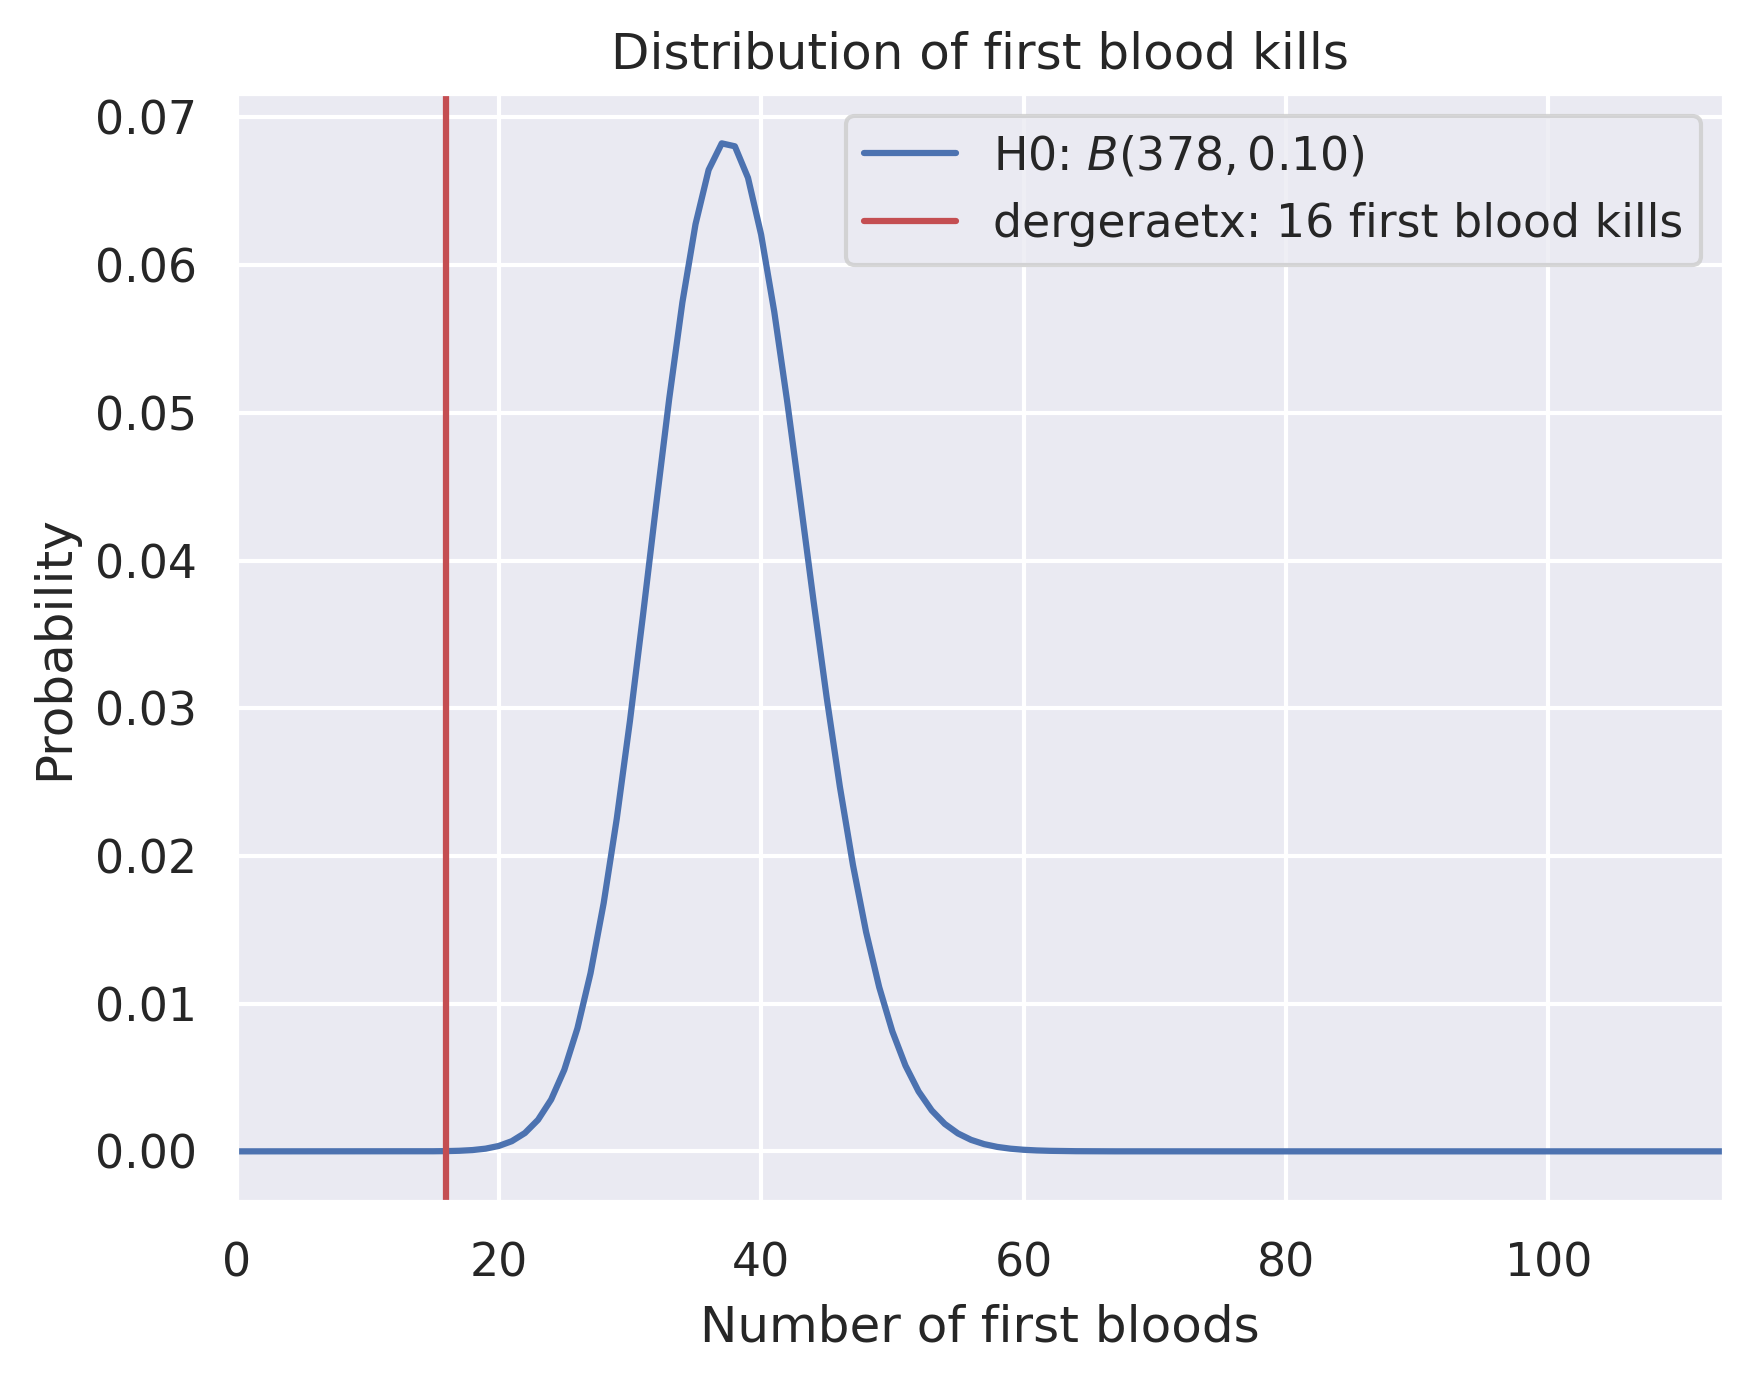 Distribution of first blood kills
H0: B(378, 0.10)
dergeraetx: 16 first blood kills
0.07
0.06
0.05
0.04
0.03
0.02
0.01
0.00
Probability
0 20 40 60 80 100
Number of first bloods